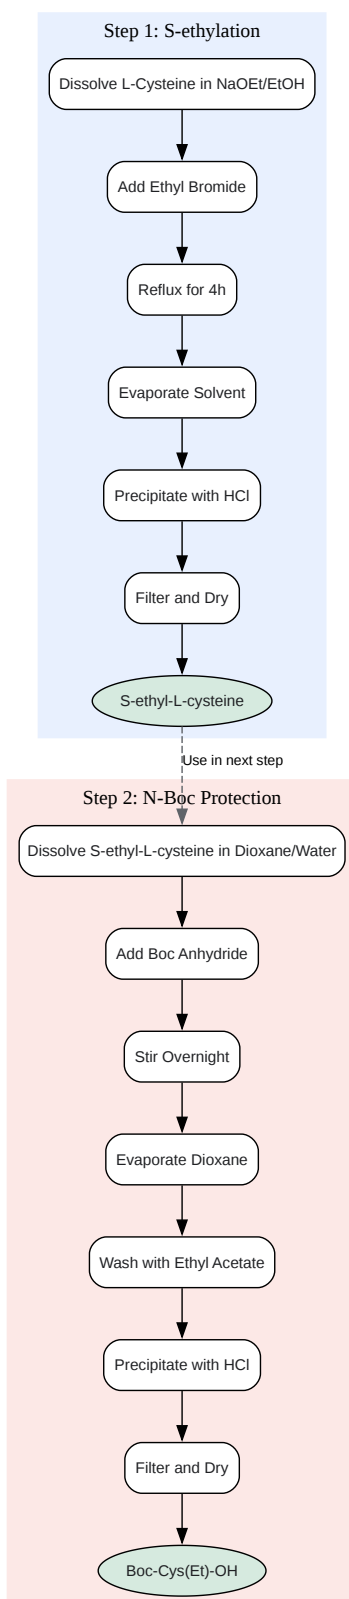 Step 1: S-ethylation
Dissolve L-Cysteine in NaOEt/EtOH
Add Ethyl Bromide
Reflux for 4h
Evaporate Solvent
Precipitate with HCl
Filter and Dry
S-ethyl-L-cysteine
Use in next step
Step 2: N-Boc Protection
Dissolve S-ethyl-L-cysteine in Dioxane/Water
Add Boc Anhydride
Stir Overnight
Evaporate Dioxane
Wash with Ethyl Acetate
Precipitate with HCl
Filter and Dry
Boc-Cys(Et)-OH